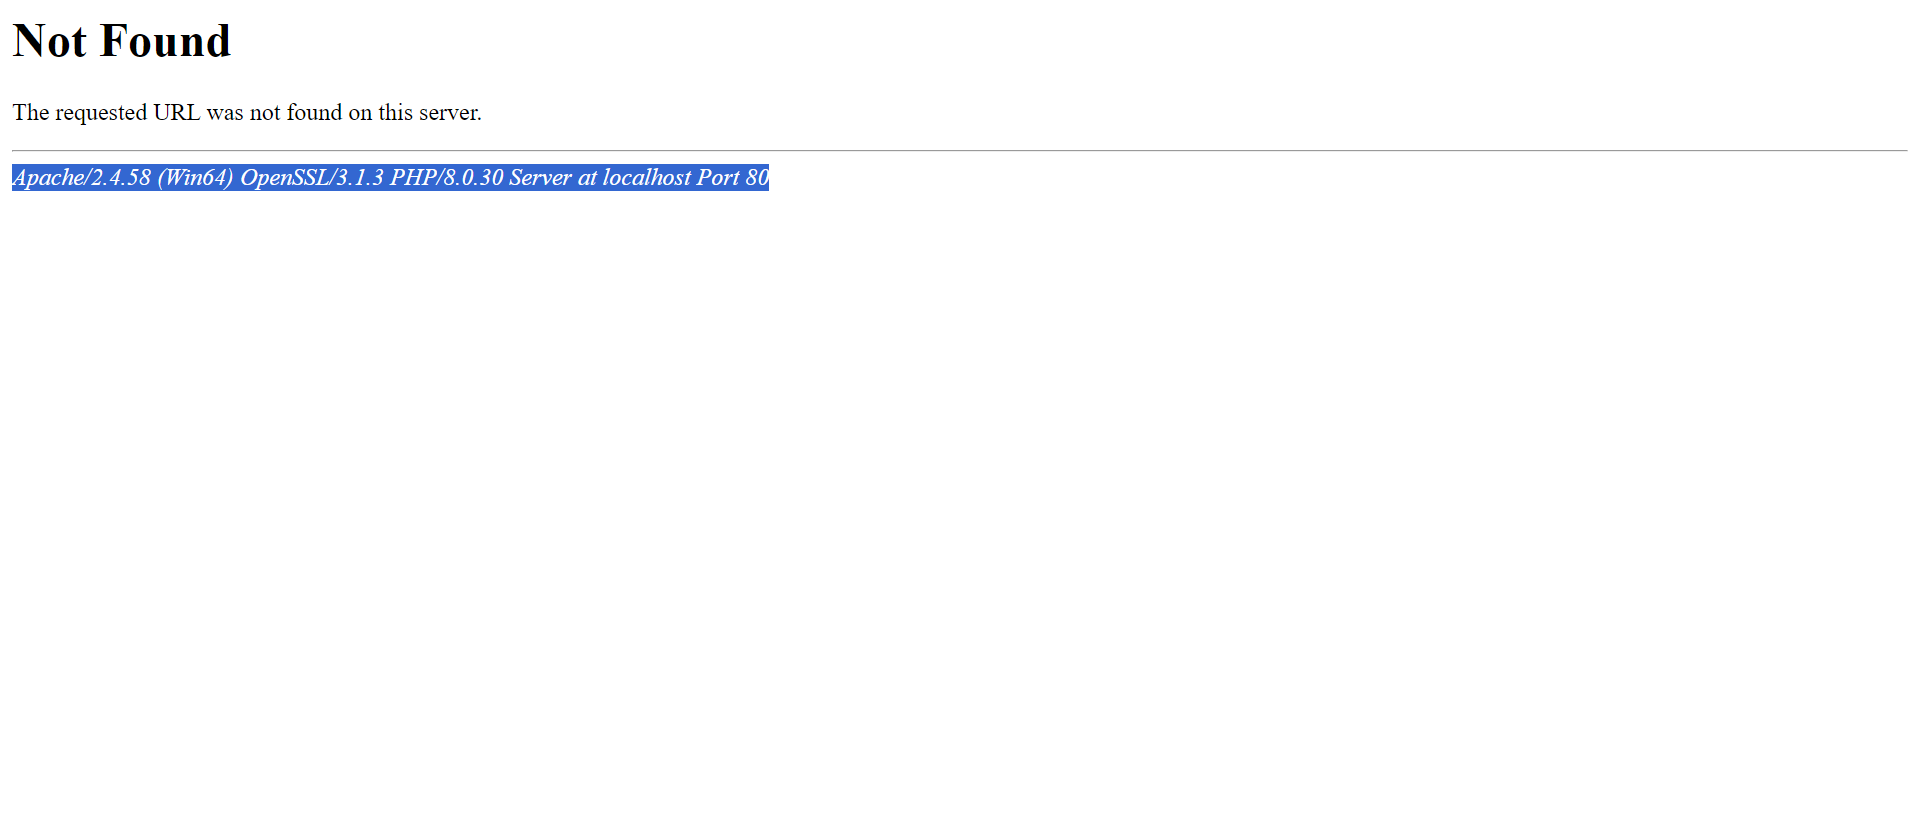 Not Found
The requested URL was not found on this server.
Apache/2.4.58 (Win64) OpenSSL/3.1.3 PHP/8.0.30 Server at localhost Port 80